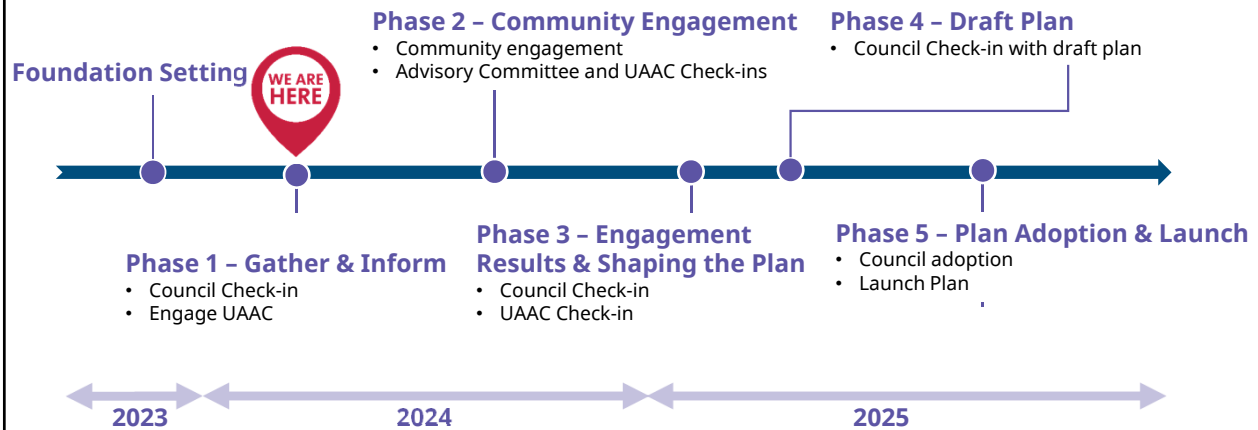 Phase 2 – Community Engagement
• Community engagement
• Advisory Committee and UAAC Check-ins
Phase 4 – Draft Plan
• Council Check-in with draft plan
Foundation Setting
WE ARE
HERE
Phase 1 – Gather & Inform
• Council Check-in
• Engage UAAC
Phase 3 – Engagement
Results & Shaping the Plan
• Council Check-in
• UAAC Check-in
Phase 5 – Plan Adoption & Launch
• Council adoption
• Launch Plan
2023
2024
2025